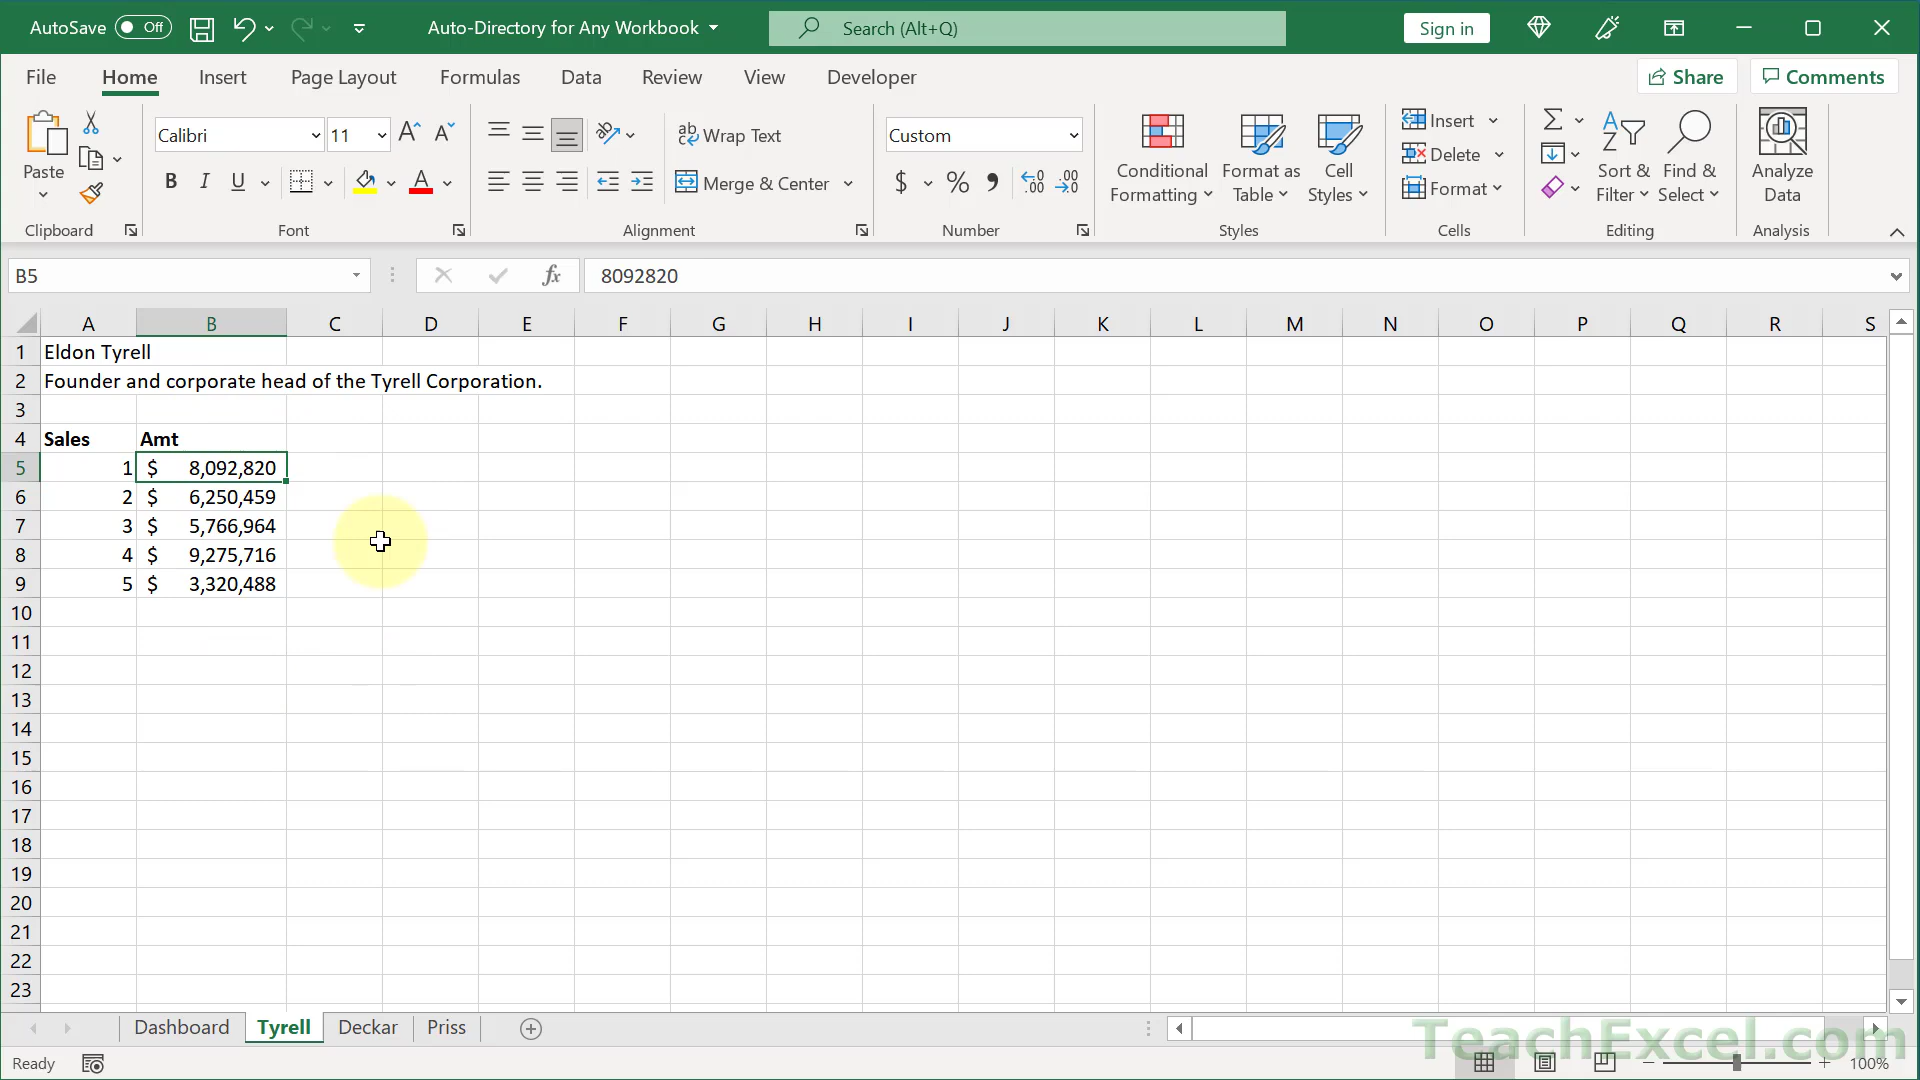 AutoSave Off Auto-Directory for Any Workbook Search (Alt+Q) Sign in
File Home Insert Page Layout Formulas Data Review View Developer Share Comments
Paste
Calibri 11 A A
ab Wrap Text
Custom
Conditional Formatting
Format as Table
Cell Styles
Insert
Delete
Format
Sort & Filter
Find & Select
Analyze Data
B I U A
Merge & Center
$ % 9
Clipboard Font Alignment Number Styles Cells Editing Analysis
B5 fx 8092820
A B C D E F G H I J K L M N O P Q R S
1 Eldon Tyrell
2 Founder and corporate head of the Tyrell Corporation.
3
4 Sales Amt
5 1 $ 8,092,820
6 2 $ 6,250,459
7 3 $ 5,766,964
8 4 $ 9,275,716
9 5 $ 3,320,488
10
11
12
13
14
15
16
17
18
19
20
21
22
23
Dashboard Tyrell Deckar Priss
TeachExcel.com
Ready 100%